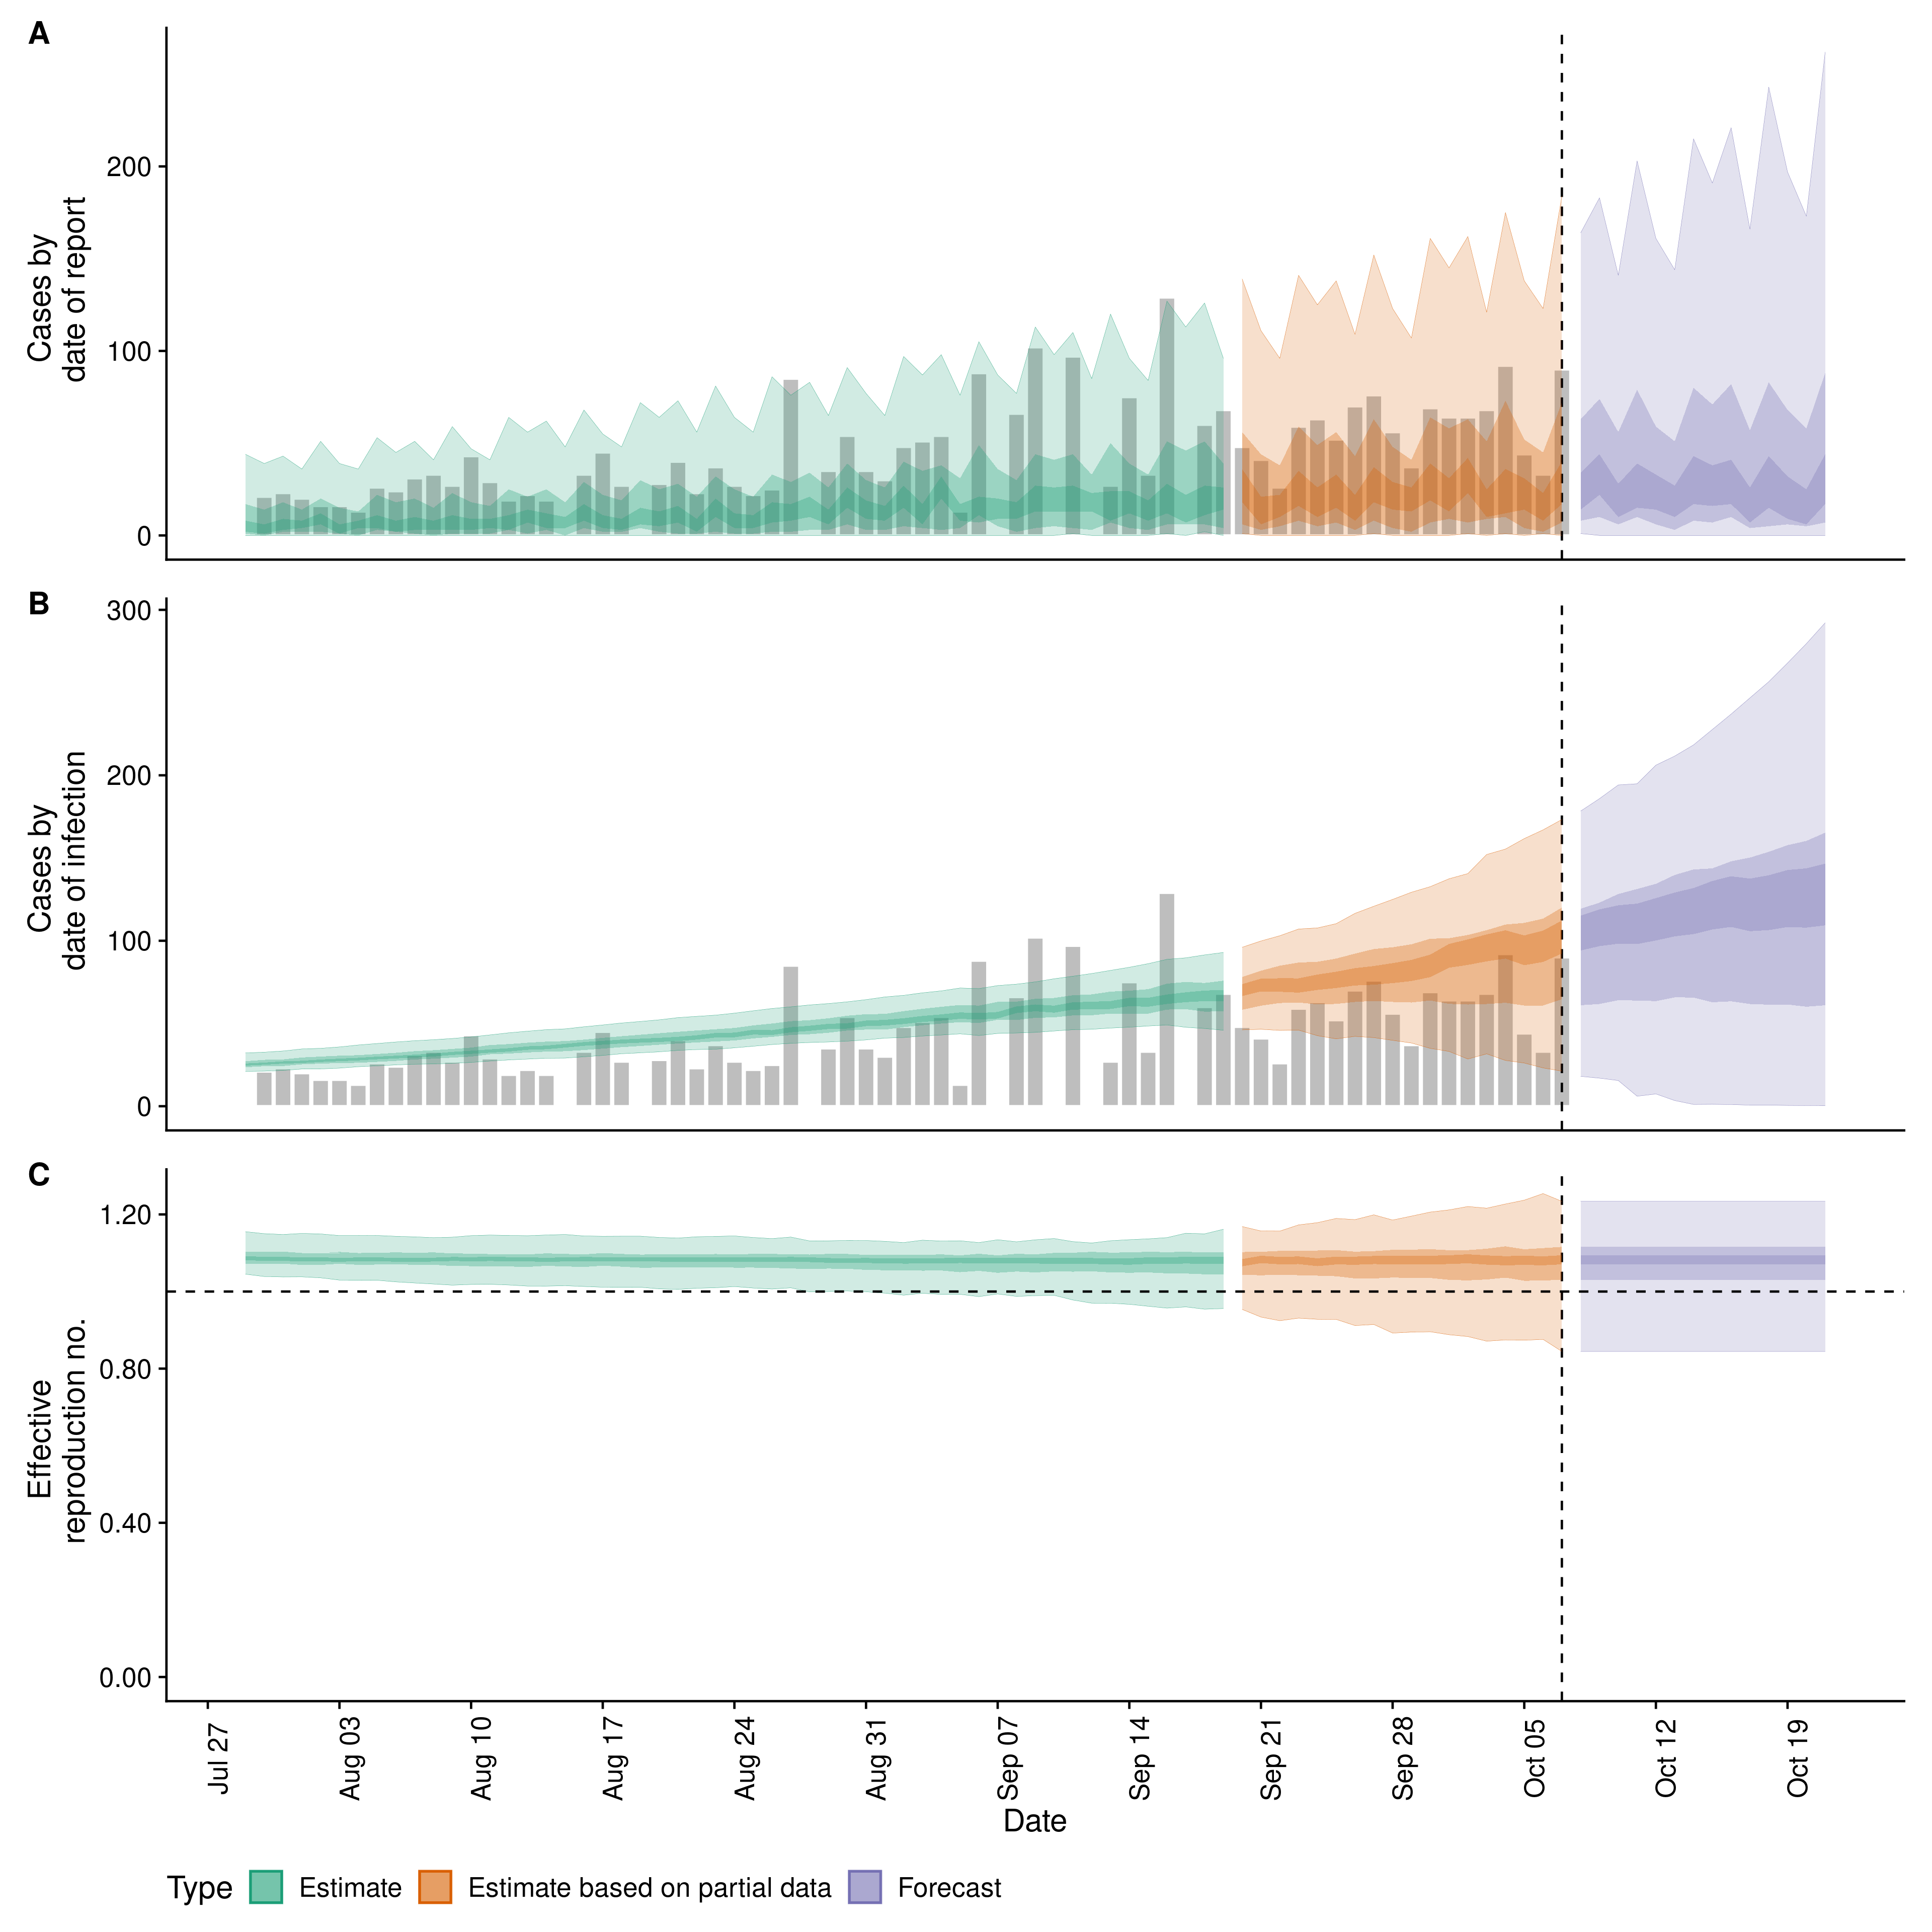 A
Cases by
date of report
200
100
0
B
Cases by
date of infection
300
200
100
0
C
Effective
reproduction no.
1.20
0.80
0.40
0.00
Jul 27
Aug 03
Aug 10
Aug 17
Aug 24
Aug 31
Sep 07
Sep 14
Sep 21
Sep 28
Oct 05
Oct 12
Oct 19
Date
Type Estimate Estimate based on partial data Forecast